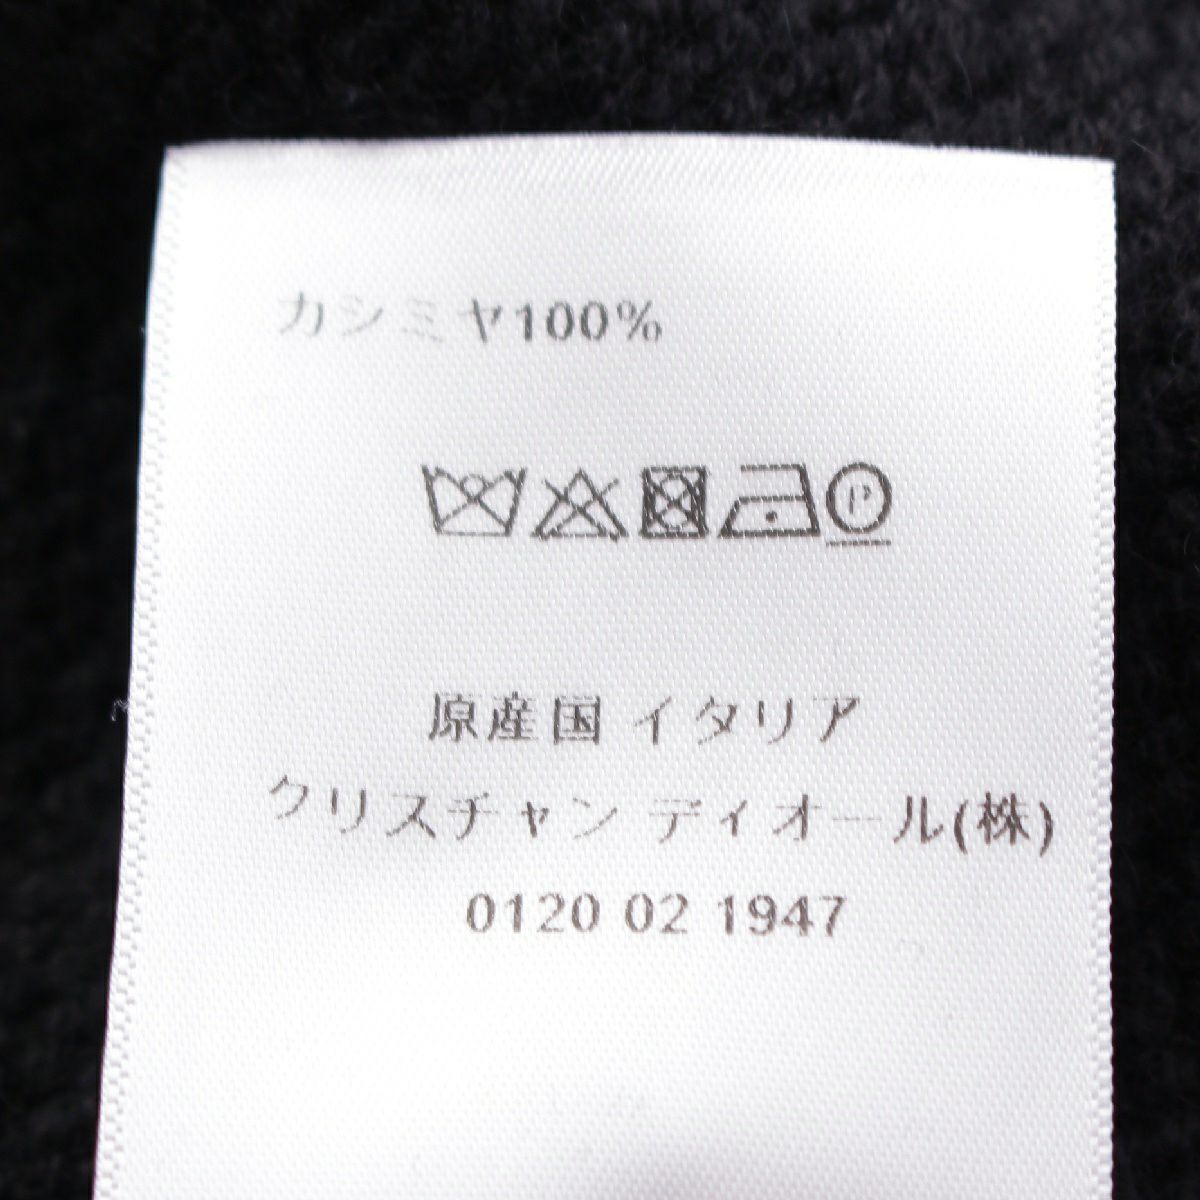 カシミヤ100%
P
原産国 イタリア
クリスチャン ディオール(株)
0120 02 1947